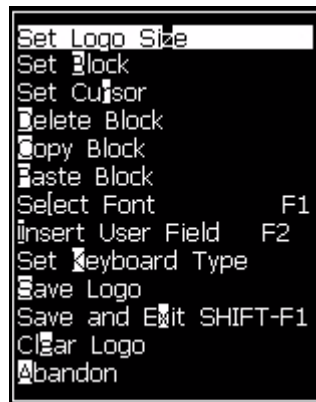 Set Logo Size
Set Block
Set Cursor
Delete Block
Copy Block
Paste Block
Select Font F1
Insert User Field F2
Set Keyboard Type
Save Logo
Save and Exit SHIFT-F1
Clear Logo
Abandon